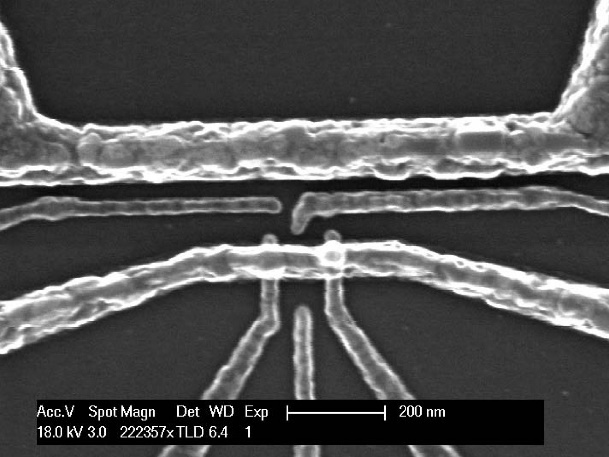 Acc.V Spot Magn Det WD Exp 200 nm
18.0 kV 3.0 222357x TLD 6.4 1